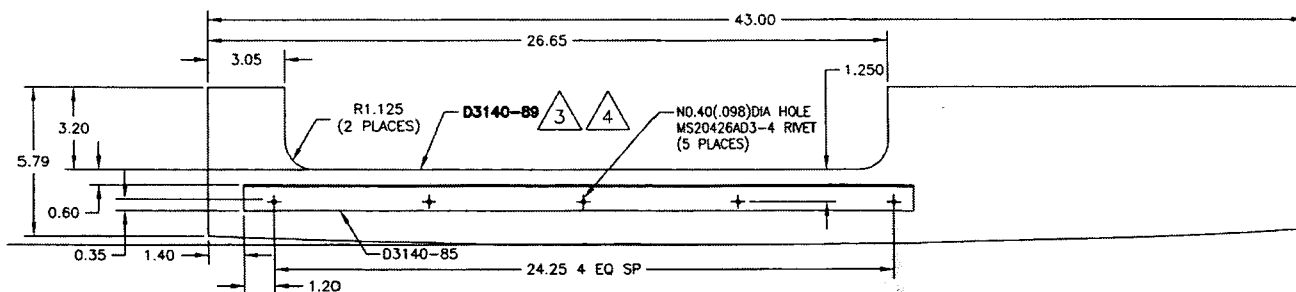 43.00
26.65
3.05
1.250
R1.125
(2 PLACES)
D3140-89
3
4
NO.40(.098)DIA HOLE
MS20426AD3-4 RIVET
(5 PLACES)
3.20
5.79
0.60
0.35
1.40
D3140-85
24.25 4 EQ SP
1.20